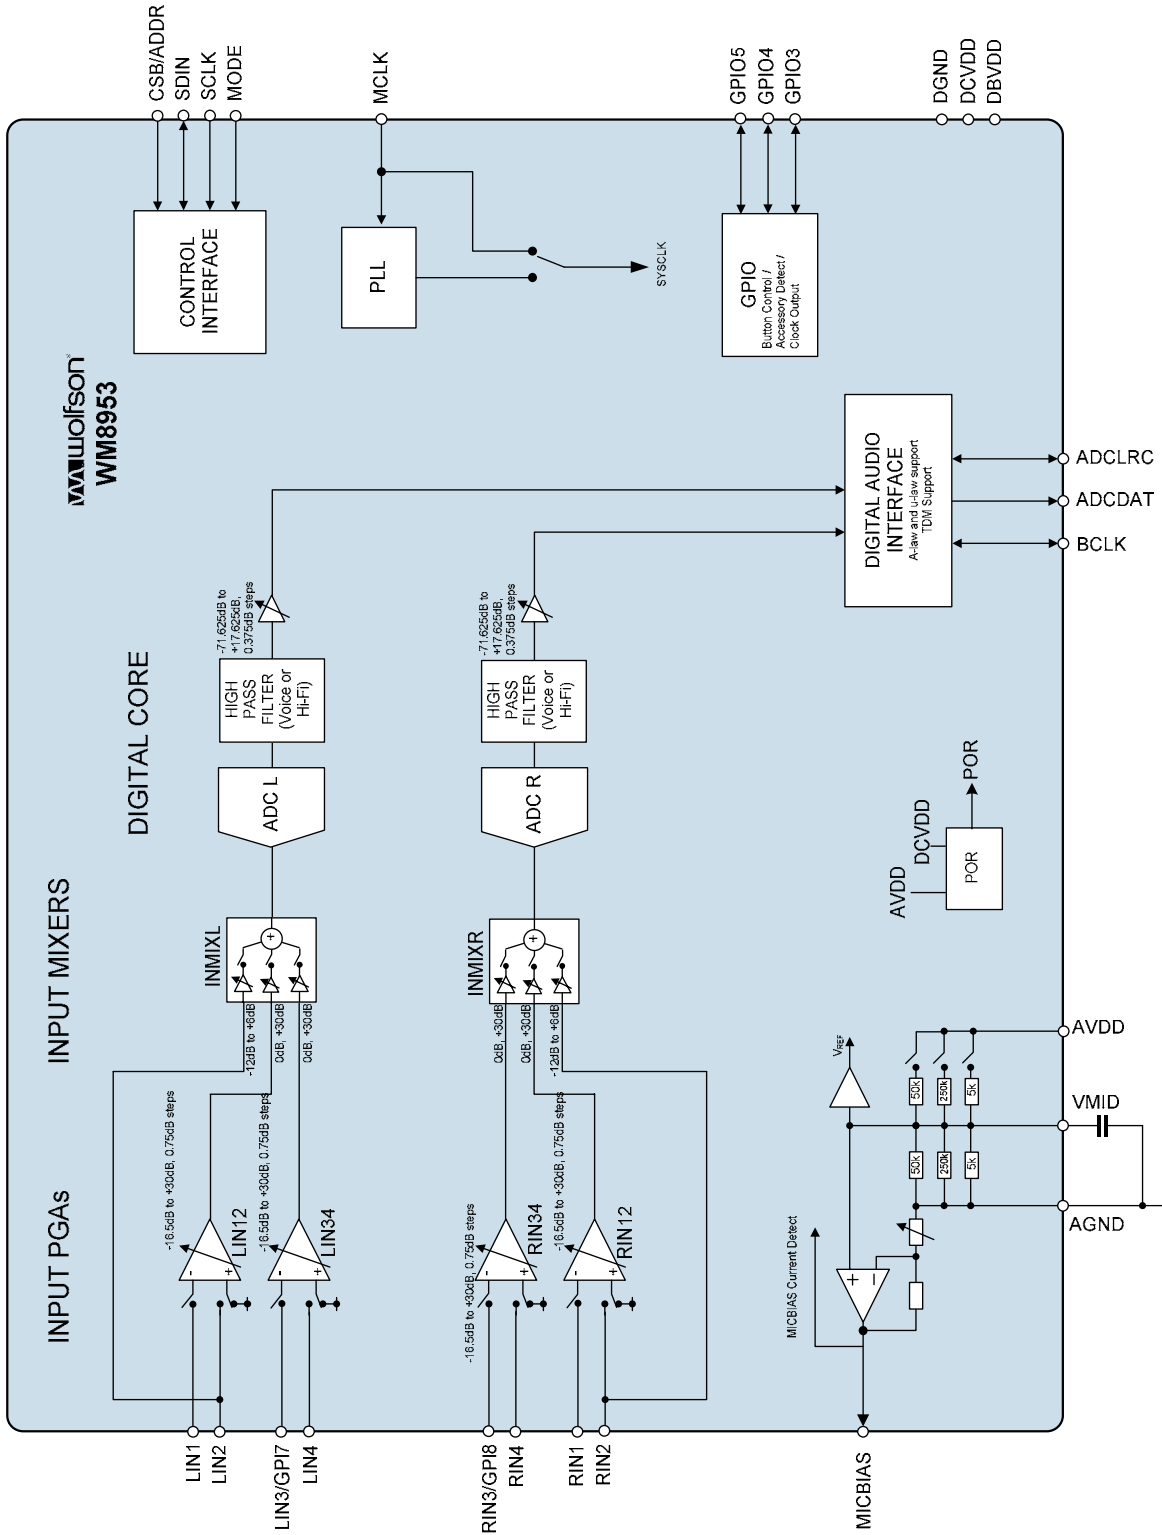 CSB/ADDR
SDIN
SCLK
MODE
MCLK
GPIO5
GPIO4
GPIO3
DGND
DCVDD
DBVDD
CONTROL
INTERFACE
PLL
SYSCLK
GPIO
Button Control /
Accessory Detect /
Clock Output
wolfson
WM8953
DIGITAL AUDIO
INTERFACE
A-law and u-law support
TDM Support
ADCLRC
ADCDAT
BCLK
DIGITAL CORE
-71.625dB to
+17.625dB,
0.375dB steps
HIGH
PASS
FILTER
(Voice or
Hi-Fi)
ADC L
-71.625dB to
+17.625dB,
0.375dB steps
HIGH
PASS
FILTER
(Voice or
Hi-Fi)
ADC R
INPUT MIXERS
INMIXL
+
-12dB to +6dB
0dB, +30dB
0dB, +30dB
INMIXR
+
0dB, +30dB
0dB, +30dB
-12dB to +6dB
AVDD
DCVDD
POR
POR
INPUT PGAs
-16.5dB to +30dB, 0.75dB steps
- +
LIN12
-16.5dB to +30dB, 0.75dB steps
- +
LIN34
-16.5dB to +30dB, 0.75dB steps
- +
RIN34
-16.5dB to +30dB, 0.75dB steps
- +
RIN12
VREF
50k
250k
5k
50k
250k
5k
AVDD
VMID
AGND
MICBIAS Current Detect
+ −
LIN1
LIN2
LIN3/GPI7
LIN4
RIN3/GPI8
RIN4
RIN1
RIN2
MICBIAS